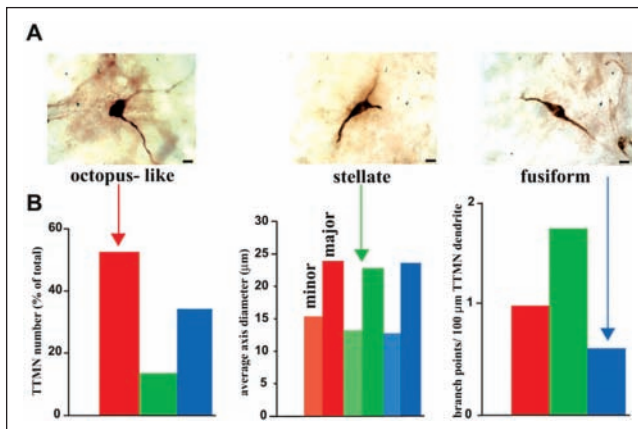 A
octopus- like
stellate
fusiform
B
TTMN number (% of total)
60
40
20
0
average axis diameter (µm)
30
25
20
15
10
5
0
minor
major
branch points/ 100 µm TTMN dendrite
2
1
0